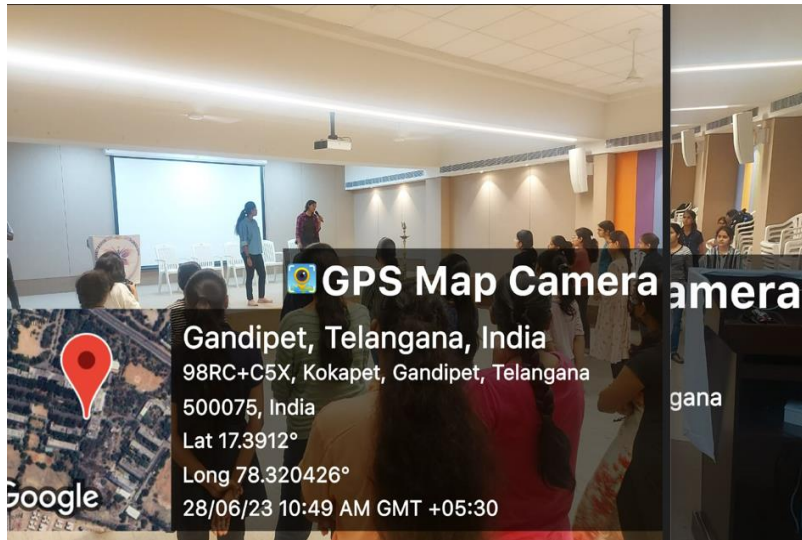 GPS Map Camera
Gandipet, Telangana, India
98RC+C5X, Kokapet, Gandipet, Telangana
500075, India
Lat 17.3912°
Long 78.320426°
28/06/23 10:49 AM GMT +05:30
Google
amera
gana